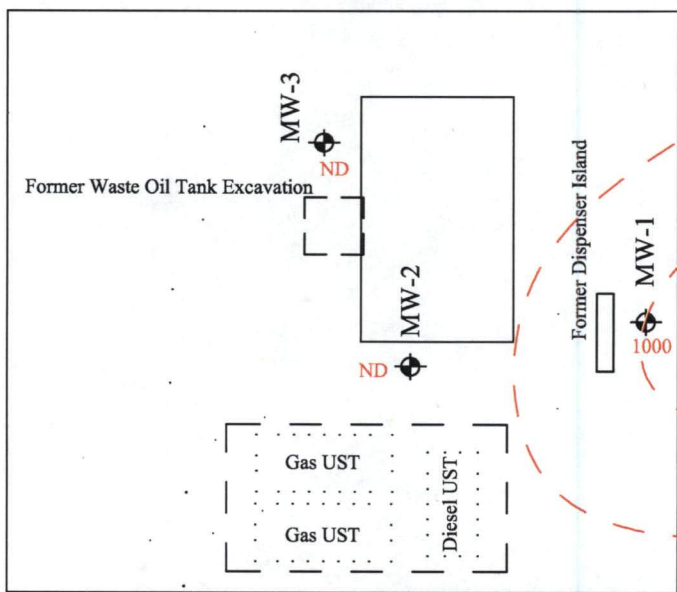 MW-3
ND
Former Waste Oil Tank Excavation
MW-2
ND
Former Dispenser Island
MW-1
1000
Gas UST
Gas UST
Diesel UST